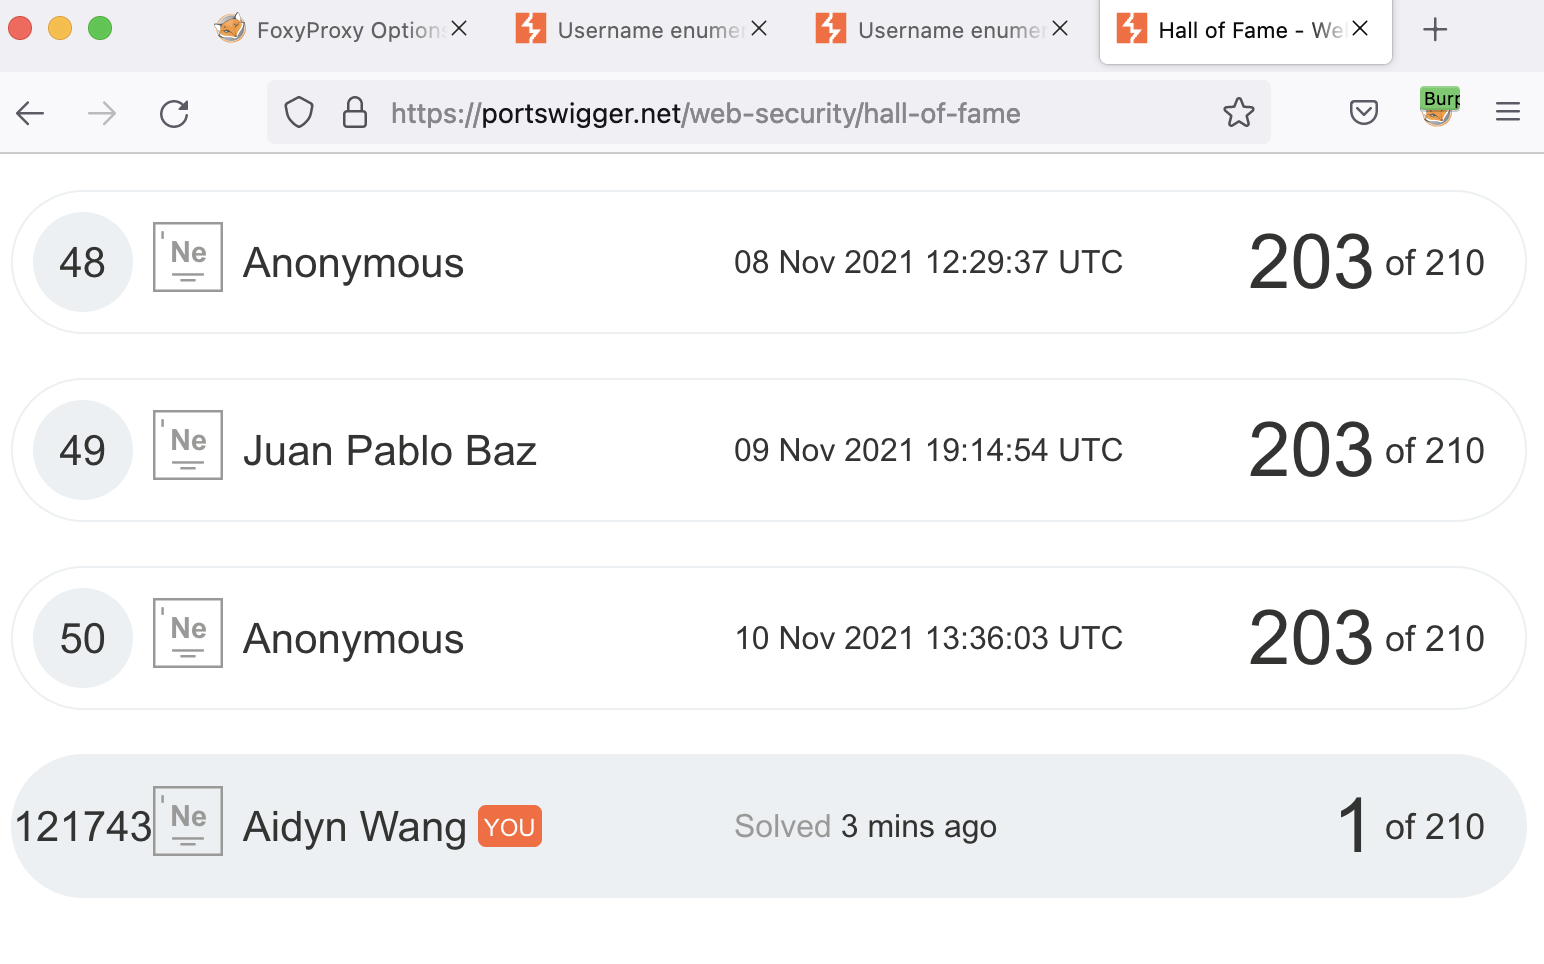 FoxyProxy Options
Username enumer
Username enumer
Hall of Fame - We
https://portswigger.net/web-security/hall-of-fame
Burp
48 Ne Anonymous 08 Nov 2021 12:29:37 UTC 203 of 210
49 Ne Juan Pablo Baz 09 Nov 2021 19:14:54 UTC 203 of 210
50 Ne Anonymous 10 Nov 2021 13:36:03 UTC 203 of 210
121743 Ne Aidyn Wang YOU Solved 3 mins ago 1 of 210